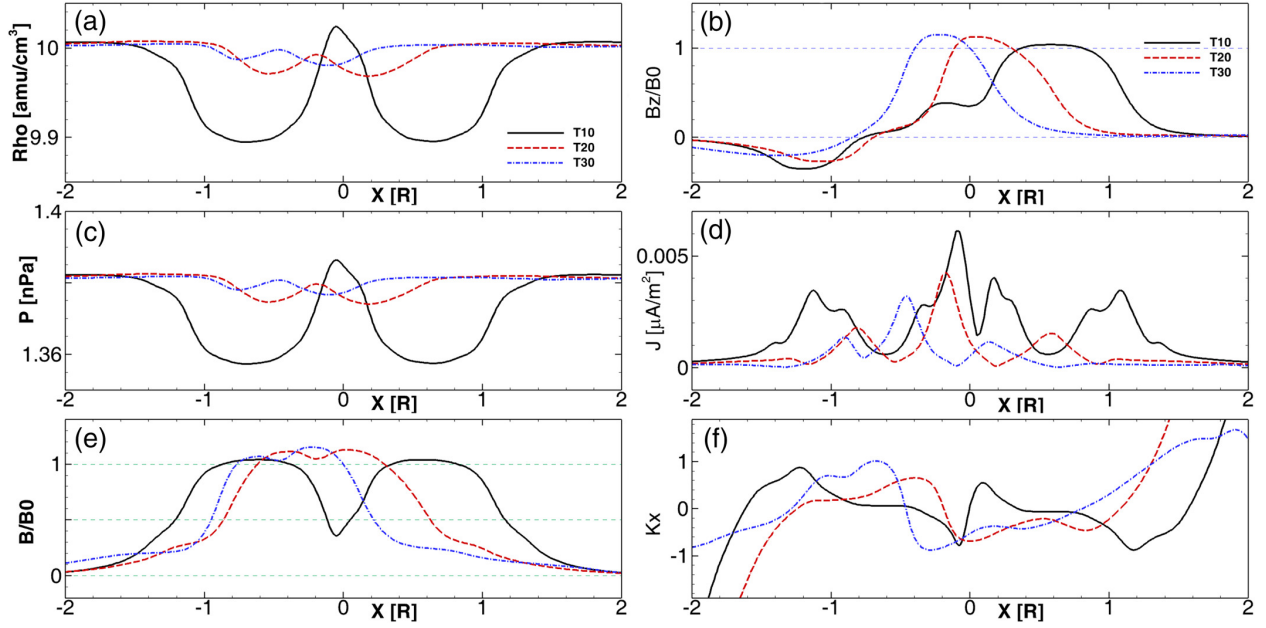 (a)
Rho [amu/cm³]
10
9.9
T10
T20
T30
-2 -1 0 1 2
X [R]
(b)
Bz/B0
1
0
T10
T20
T30
-2 -1 0 1 2
X [R]
(c)
P [nPa]
1.4
1.36
-2 -1 0 1 2
X [R]
(d)
J [μA/m²]
0.005
0
-2 -1 0 1 2
X [R]
(e)
B/B0
1
0
-2 -1 0 1 2
X [R]
(f)
Kx
1
0
-1
-2 -1 0 1 2
X [R]